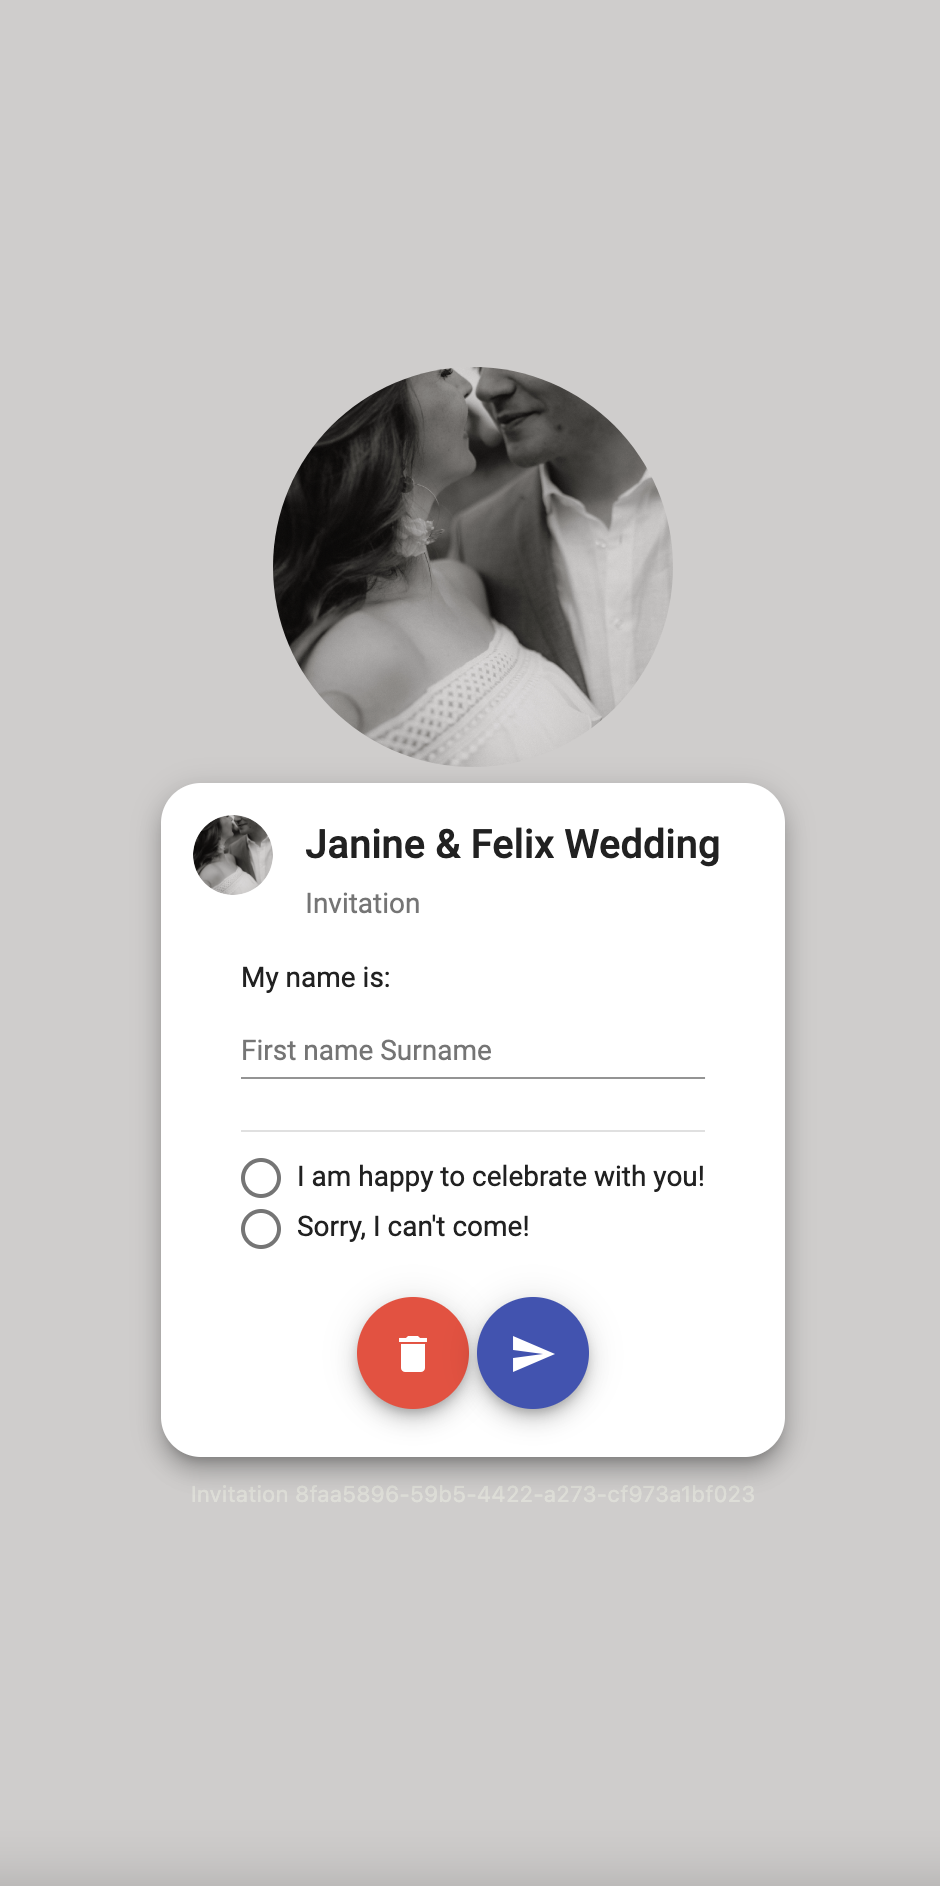 Janine & Felix Wedding
Invitation
My name is:
First name Surname
I am happy to celebrate with you!
Sorry, I can't come!
Invitation 8faa5896-59b5-4422-a273-cf973a1bf023